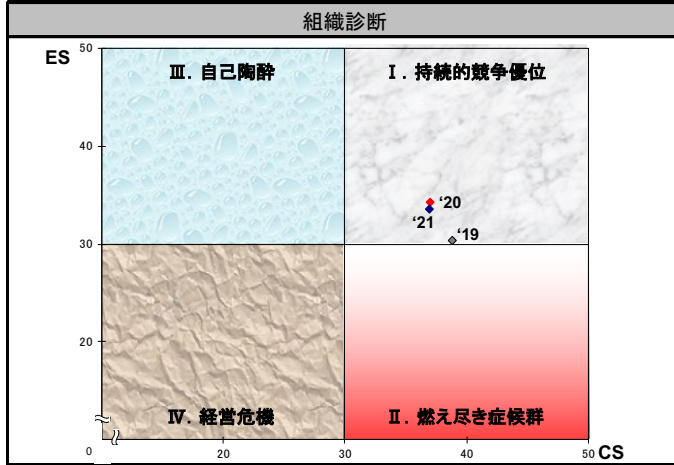 組織診断
ES
50
Ⅲ. 自己陶酔
Ⅰ. 持続的競争優位
40
‘20
‘21
‘19
30
20
Ⅳ. 経営危機
Ⅱ. 燃え尽き症候群
0
20
30
40
50
CS